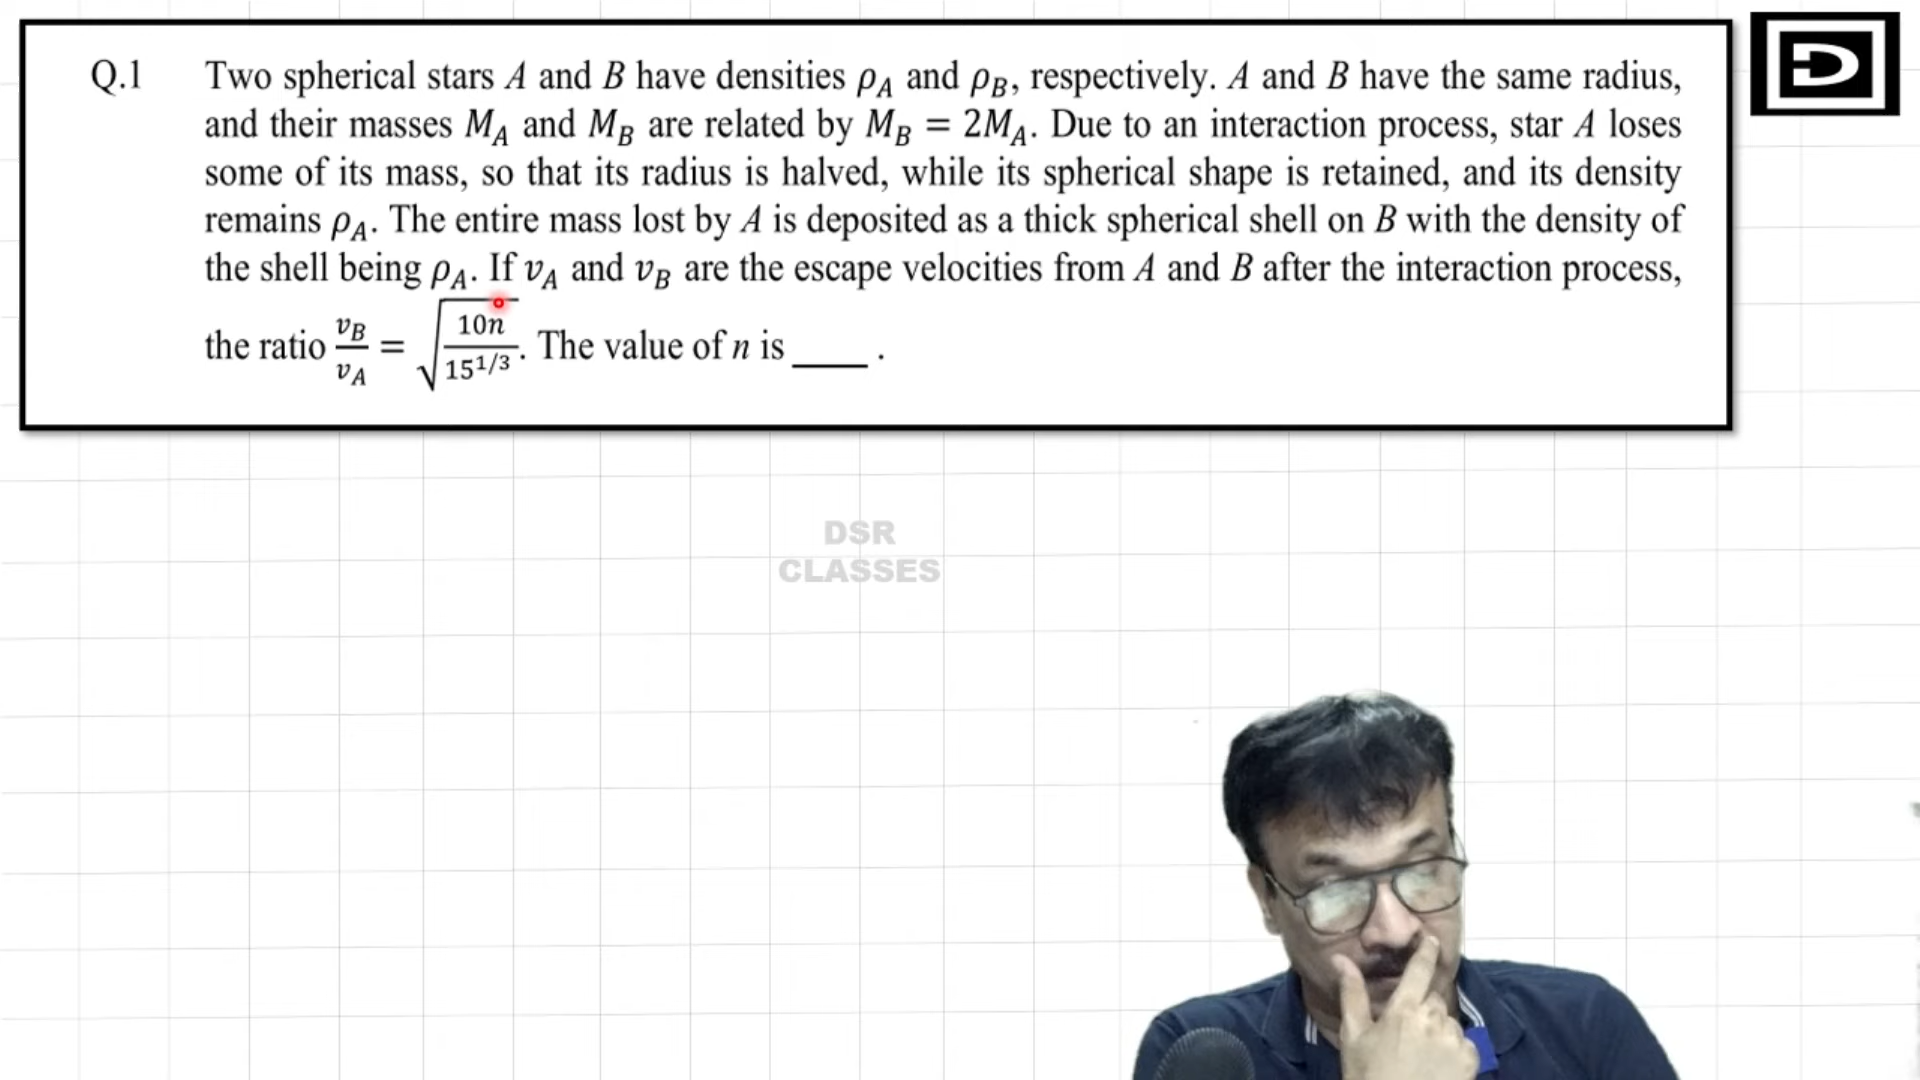 Q.1 Two spherical stars A and B have densities ρ_A and ρ_B, respectively. A and B have the same radius,
and their masses M_A and M_B are related by M_B = 2M_A. Due to an interaction process, star A loses
some of its mass, so that its radius is halved, while its spherical shape is retained, and its density
remains ρ_A. The entire mass lost by A is deposited as a thick spherical shell on B with the density of
the shell being ρ_A. If v_A and v_B are the escape velocities from A and B after the interaction process,
the ratio v_B/v_A = √(10n/15^1/3). The value of n is ____ .
DSR
CLASSES